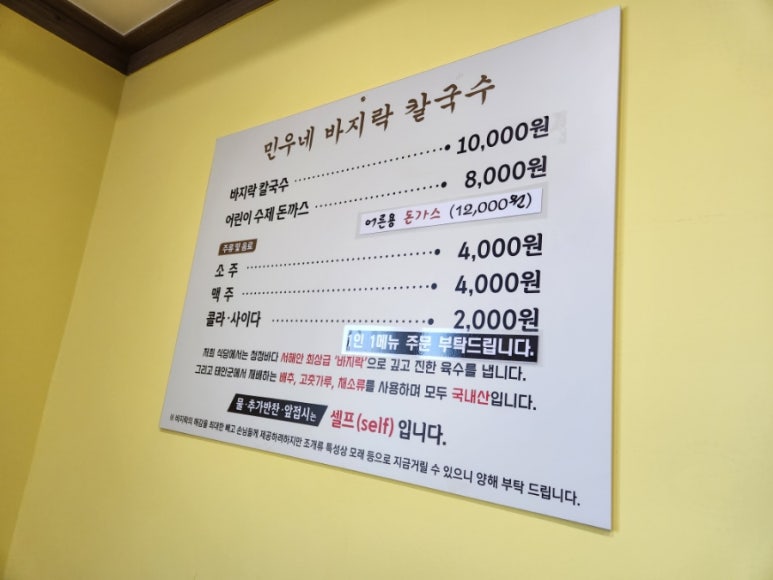 민우네 바지락 칼국수
바지락 칼국수 10,000원
어린이 수제 돈까스 8,000원
어른용 돈가스 (12,000원)
주류 및 음료
소 주 4,000원
맥 주 4,000원
콜라·사이다 2,000원
1인 1메뉴 주문 부탁드립니다.
저희 식당에서는 청정바다 서해안 최상급 '바지락'으로 깊고 진한 육수를 냅니다.
그리고 태안군에서 재배하는 배추, 고춧가루, 채소류를 사용하며 모두 국내산입니다.
물·추가반찬·앞접시는 셀프(self) 입니다.
※ 바지락의 해감을 최대한 빼고 손님들께 제공하려하지만 조개류 특성상 모래 등으로 지금거릴 수 있으니 양해 부탁 드립니다.